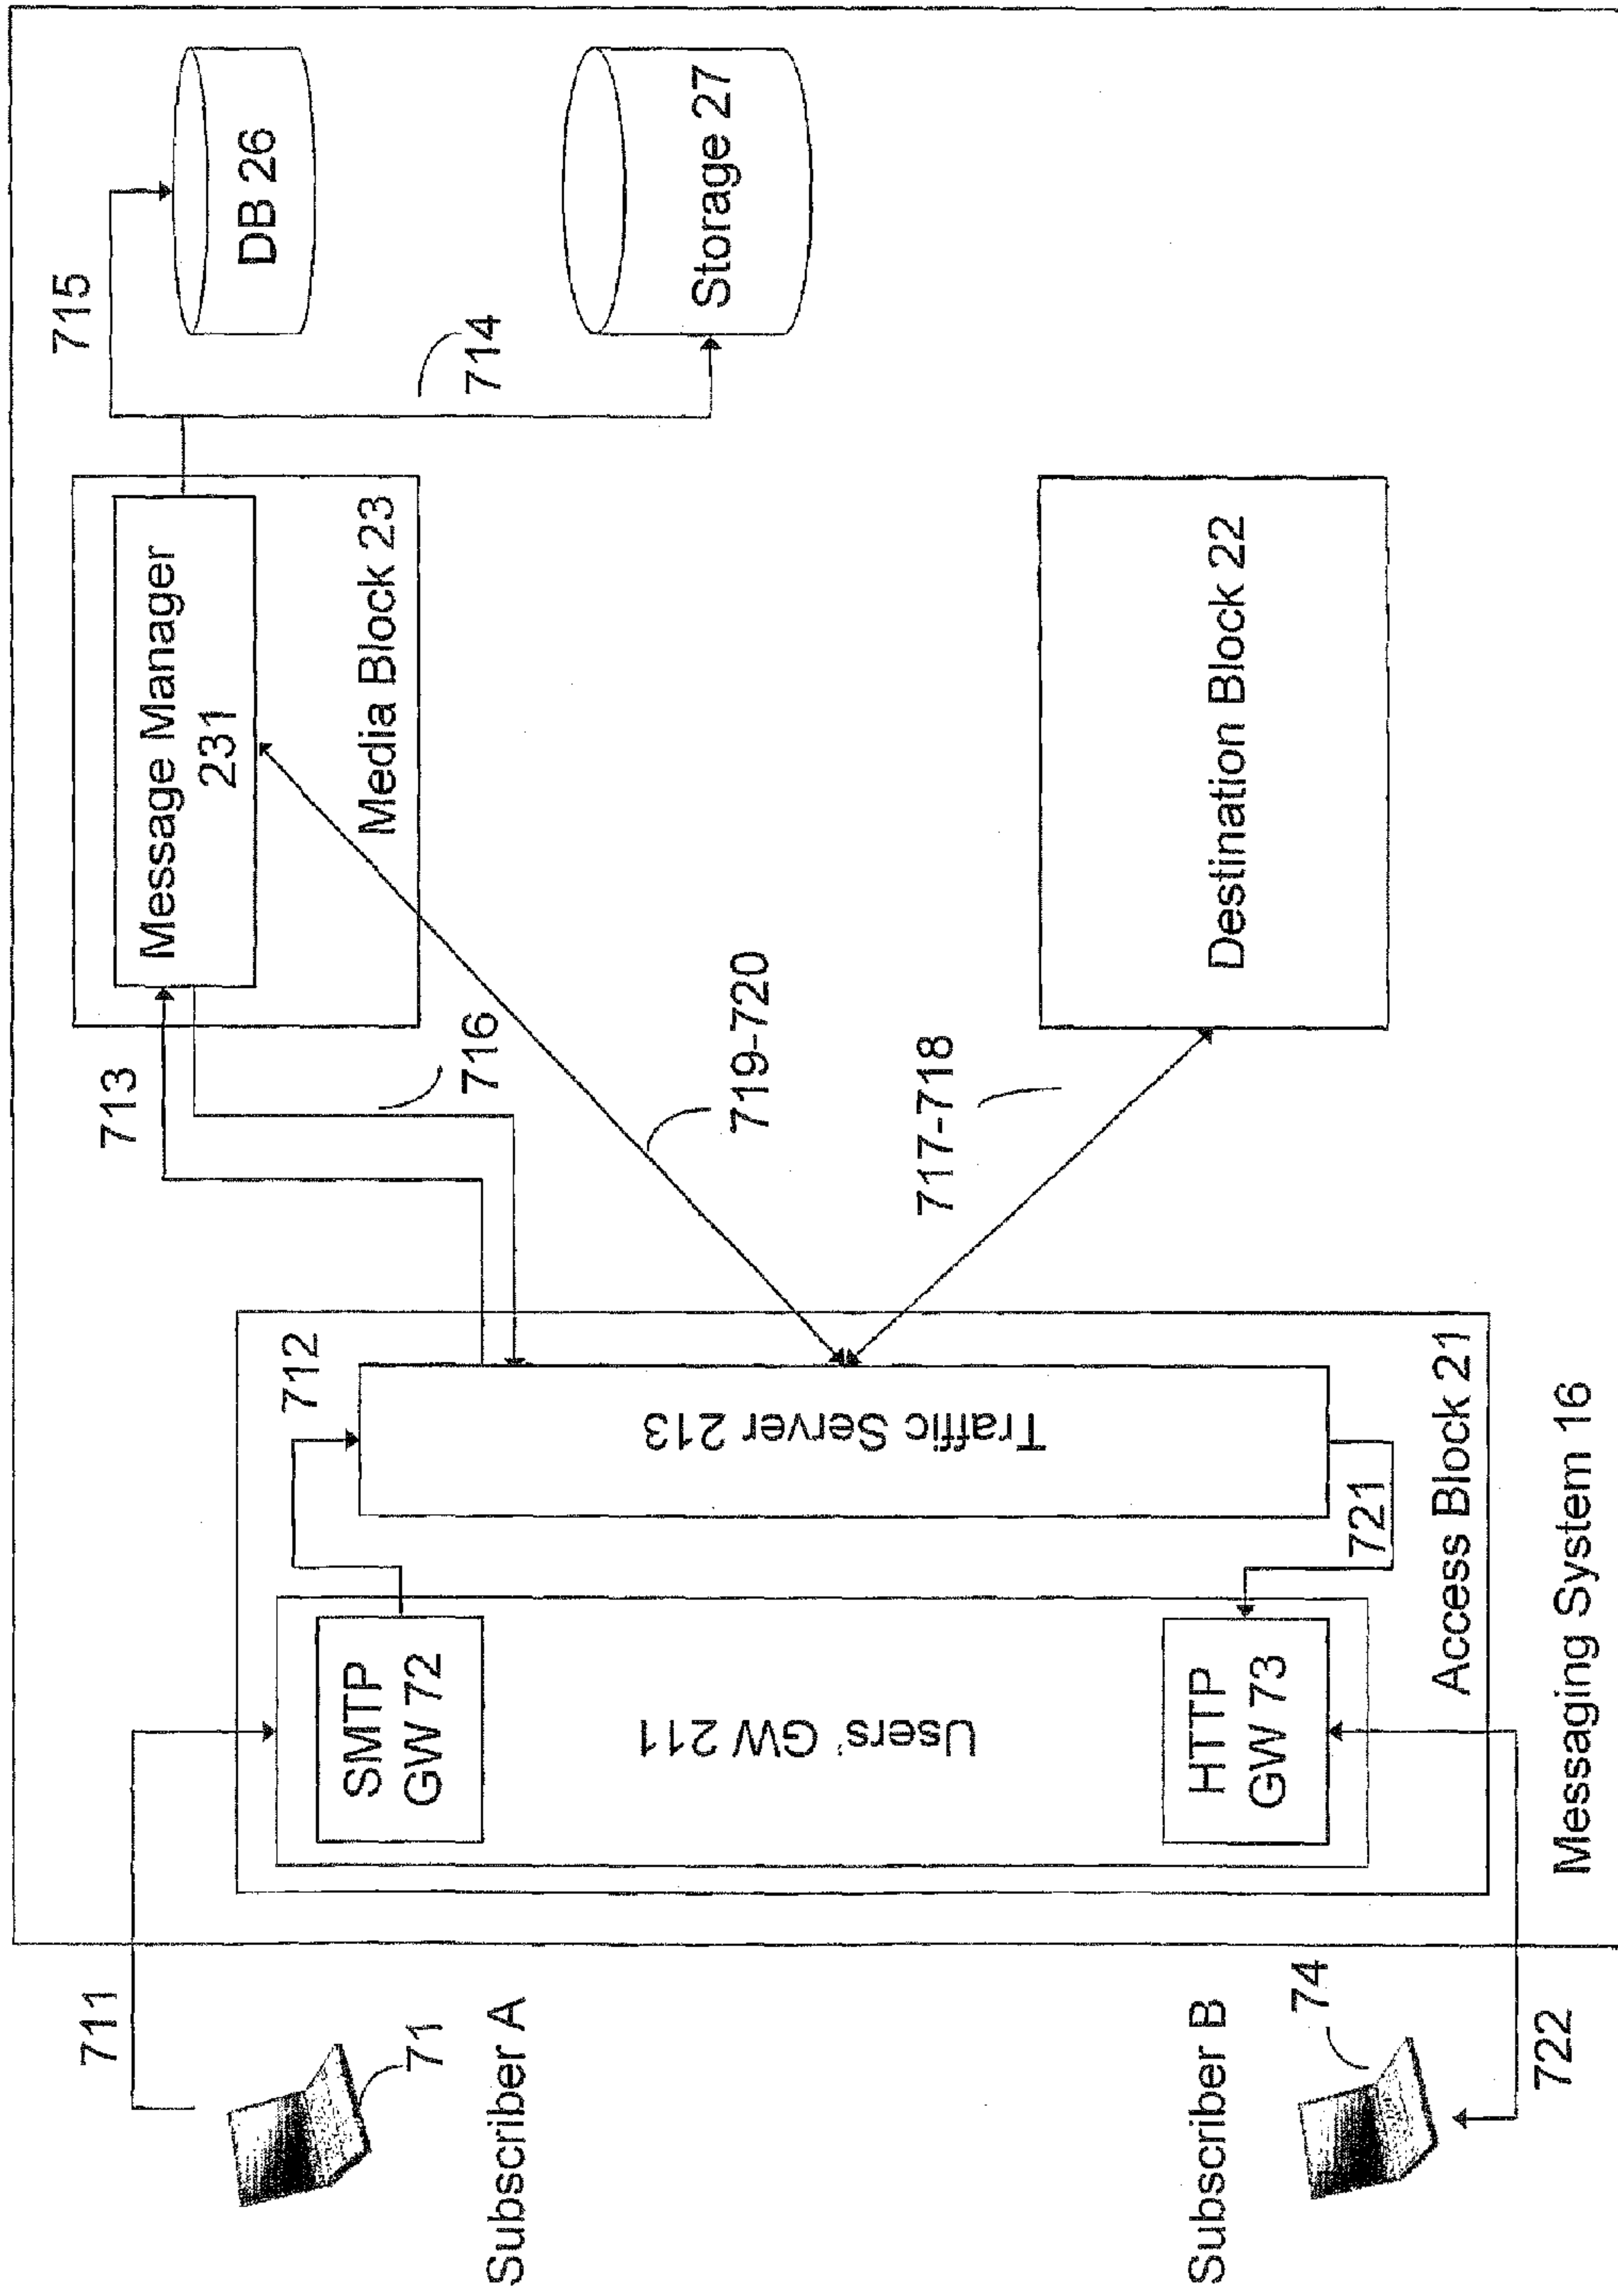 711
71
Subscriber A
Subscriber B
74
722
SMTP
GW 72
Users' GW 211
HTTP
GW 73
712
Traffic Server 213
721
Access Block 21
Messaging System 16
713
716
719-720
717-718
Message Manager
231
Media Block 23
Destination Block 22
715
714
DB 26
Storage 27